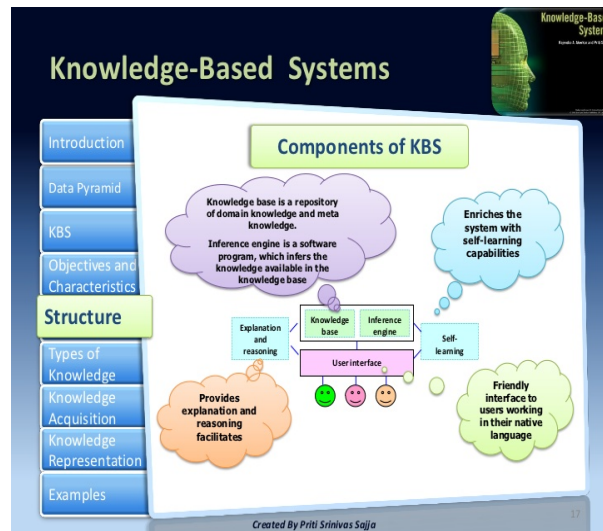 Knowledge-Based
System
Knowledge-Based Systems
Introduction
Data Pyramid
KBS
Objectives and
Characteristics
Structure
Types of
Knowledge
Knowledge
Acquisition
Knowledge
Representation
Examples
Components of KBS
Knowledge base is a repository
of domain knowledge and meta
knowledge.
Inference engine is a software
program, which infers the
knowledge available in the
knowledge base
Enriches the
system with
self-learning
capabilities
Explanation
and
reasoning
Knowledge
base
Inference
engine
Self-
learning
User interface
Provides
explanation and
reasoning
facilitates
Friendly
interface to
users working
in their native
language
17
Created By Priti Srinivas Sajja